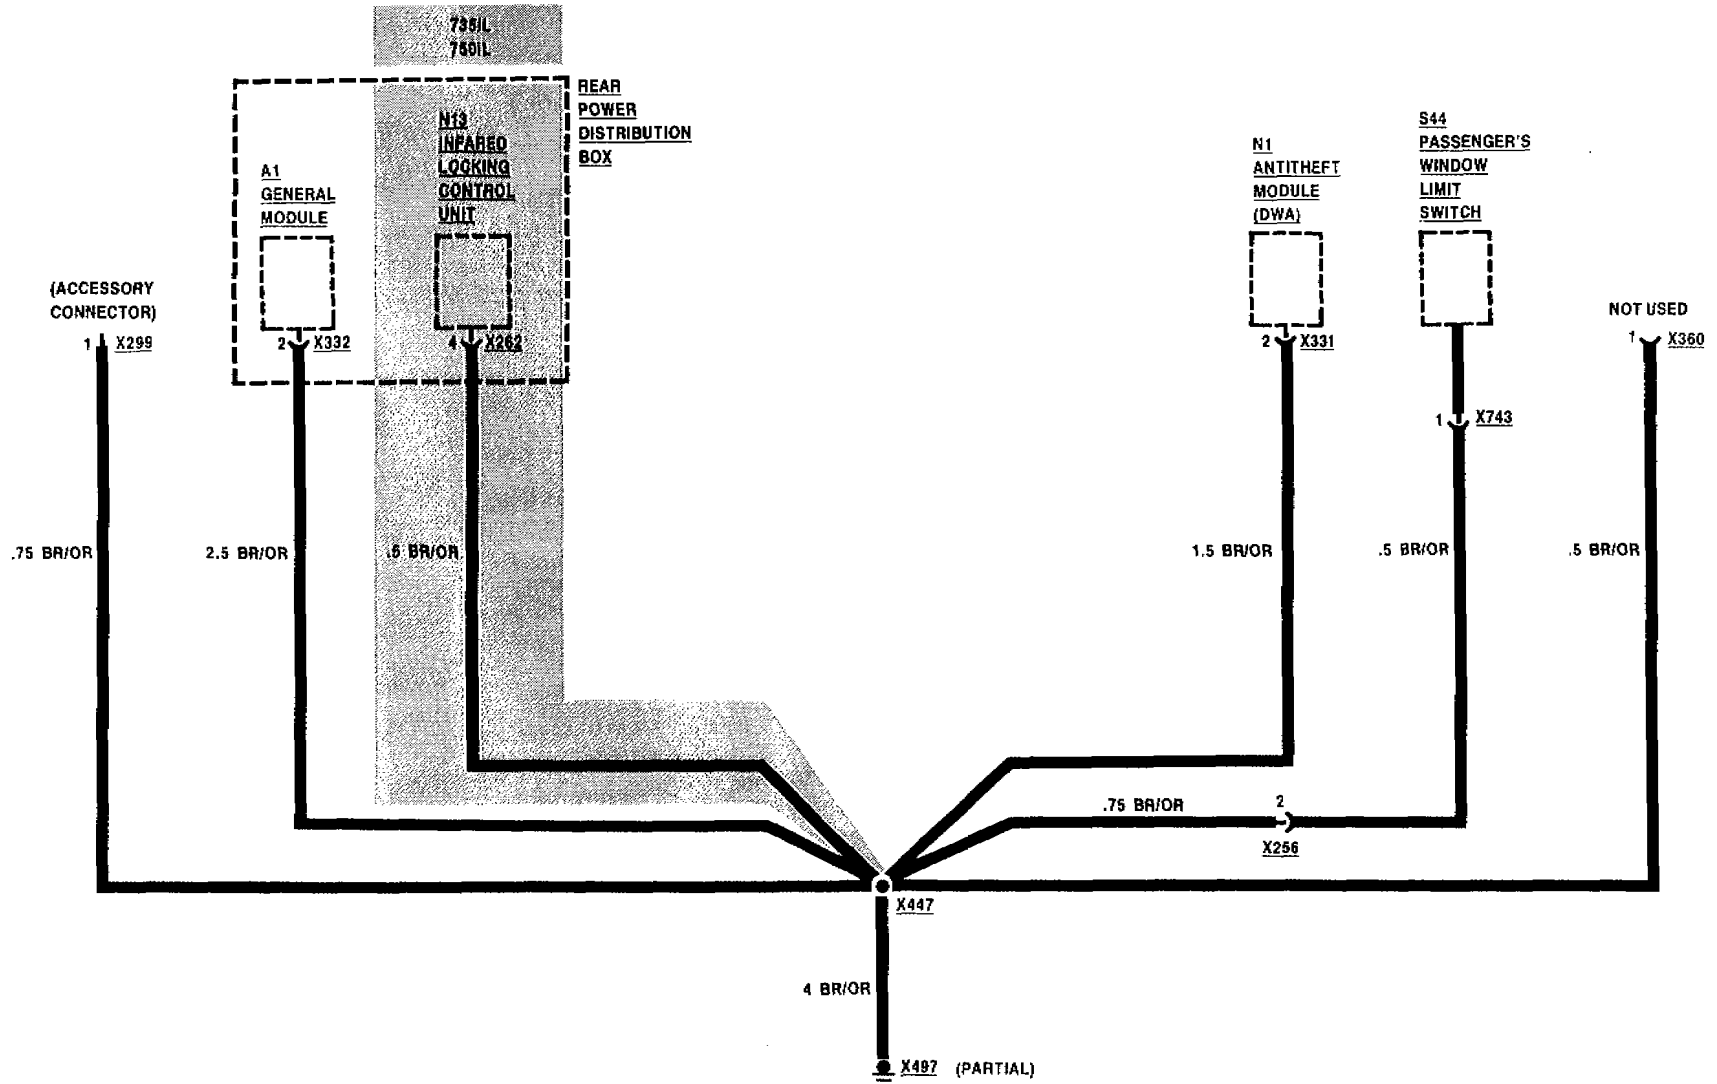 735iL
750iL
REAR
POWER
DISTRIBUTION
BOX
N13
INFARED
LOCKING
CONTROL
UNIT
A1
GENERAL
MODULE
N1
ANTITHEFT
MODULE
(DWA)
S44
PASSENGER'S
WINDOW
LIMIT
SWITCH
(ACCESSORY
CONNECTOR)
NOT USED
1 X299
2 X332
4 X262
2 X331
1 X360
1 X743
.75 BR/OR
2.5 BR/OR
.5 BR/OR
1.5 BR/OR
.5 BR/OR
.5 BR/OR
.75 BR/OR
2
X256
X447
4 BR/OR
X497 (PARTIAL)